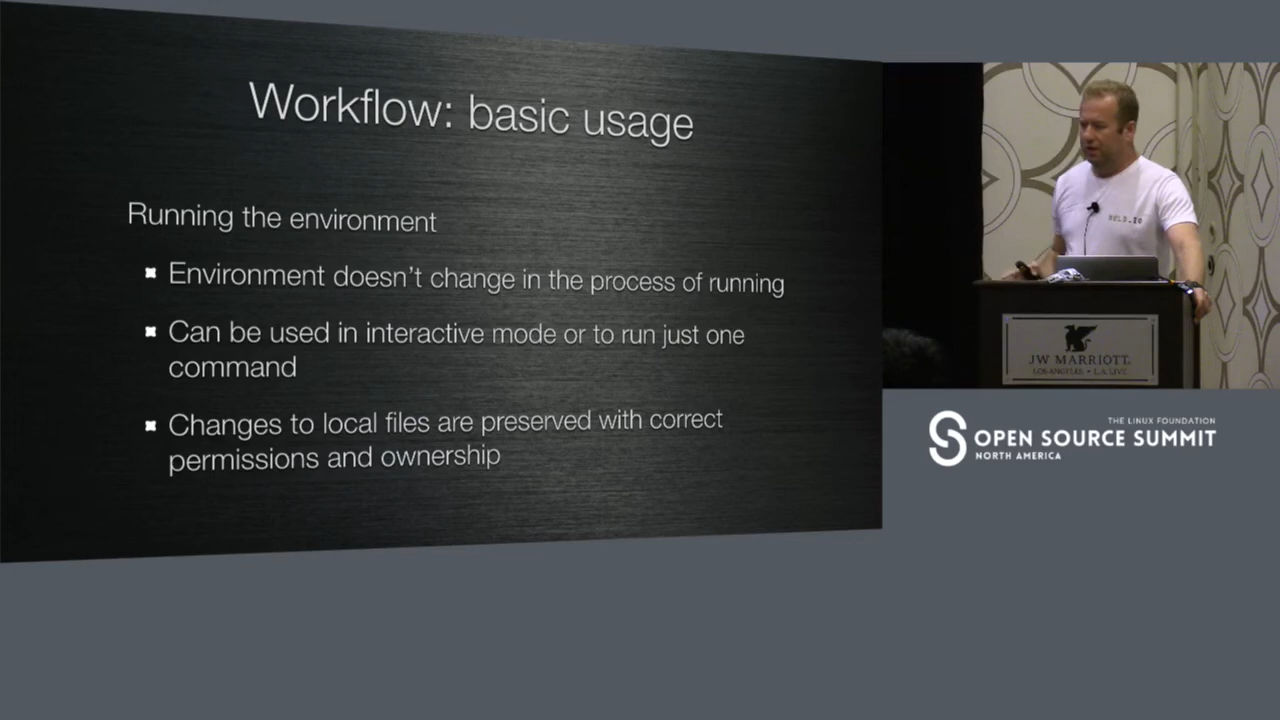 Workflow: basic usage
Running the environment
Environment doesn't change in the process of running
Can be used in interactive mode or to run just one
command
Changes to local files are preserved with correct
permissions and ownership
JW MARRIOTT
LOS ANGELES • L.A. LIVE
THE LINUX FOUNDATION
OPEN SOURCE SUMMIT
NORTH AMERICA